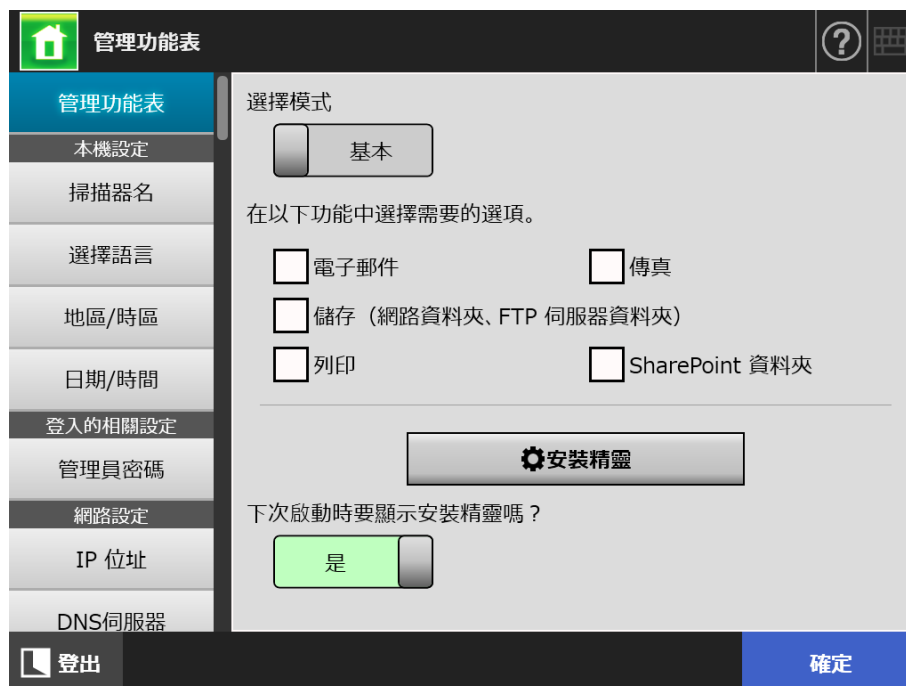 管理功能表
?
管理功能表
本機設定
掃描器名
選擇語言
地區/時區
日期/時間
登入的相關設定
管理員密碼
網路設定
IP 位址
DNS伺服器
選擇模式
基本
在以下功能中選擇需要的選項。
電子郵件
傳真
儲存（網路資料夾、FTP 伺服器資料夾）
列印
SharePoint 資料夾
安裝精靈
下次啟動時要顯示安裝精靈嗎？
是
登出
確定